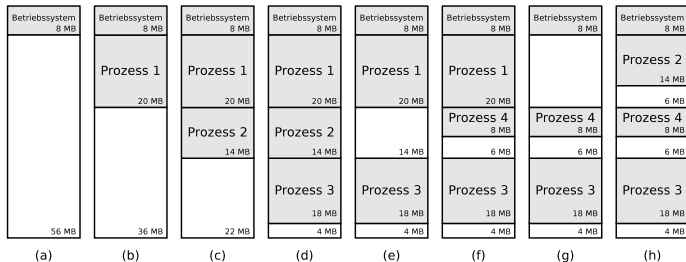 Betriebssystem
8 MB
56 MB
(a)
Betriebssystem
8 MB
Prozess 1
20 MB
36 MB
(b)
Betriebssystem
8 MB
Prozess 1
20 MB
Prozess 2
14 MB
22 MB
(c)
Betriebssystem
8 MB
Prozess 1
20 MB
Prozess 2
14 MB
Prozess 3
18 MB
4 MB
(d)
Betriebssystem
8 MB
Prozess 1
20 MB
14 MB
Prozess 3
18 MB
4 MB
(e)
Betriebssystem
8 MB
Prozess 1
20 MB
Prozess 4
8 MB
6 MB
Prozess 3
18 MB
4 MB
(f)
Betriebssystem
8 MB
Prozess 4
8 MB
6 MB
Prozess 3
18 MB
4 MB
(g)
Betriebssystem
8 MB
Prozess 2
14 MB
6 MB
Prozess 4
8 MB
6 MB
Prozess 3
18 MB
4 MB
(h)